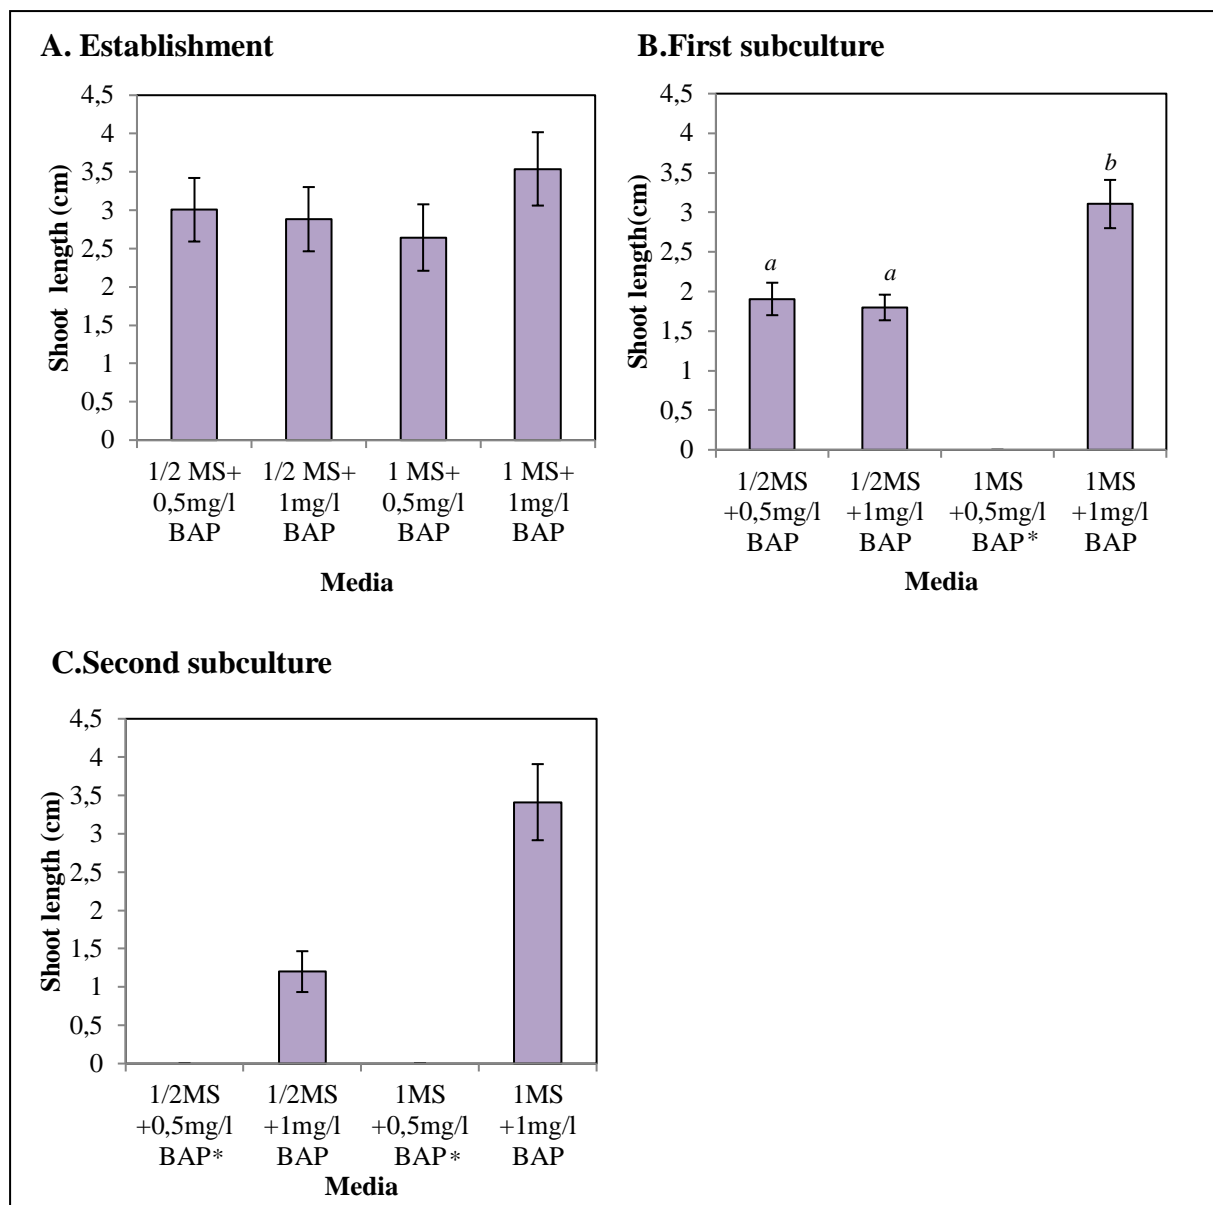 A. Establishment
4,5
4
3,5
3
2,5
2
1,5
1
0,5
0
Shoot length (cm)
1/2 MS+
0,5mg/l
BAP
1/2 MS+
1mg/l
BAP
1 MS+
0,5mg/l
BAP
1 MS+
1mg/l
BAP
Media
B.First subculture
4,5
4
3,5
3
2,5
2
1,5
1
0,5
0
Shoot length(cm)
a
a
b
1/2MS
+0,5mg/l
BAP
1/2MS
+1mg/l
BAP
1MS
+0,5mg/l
BAP*
1MS
+1mg/l
BAP
Media
C.Second subculture
4,5
4
3,5
3
2,5
2
1,5
1
0,5
0
Shoot length (cm)
1/2MS
+0,5mg/l
BAP*
1/2MS
+1mg/l
BAP
1MS
+0,5mg/l
BAP*
1MS
+1mg/l
BAP
Media